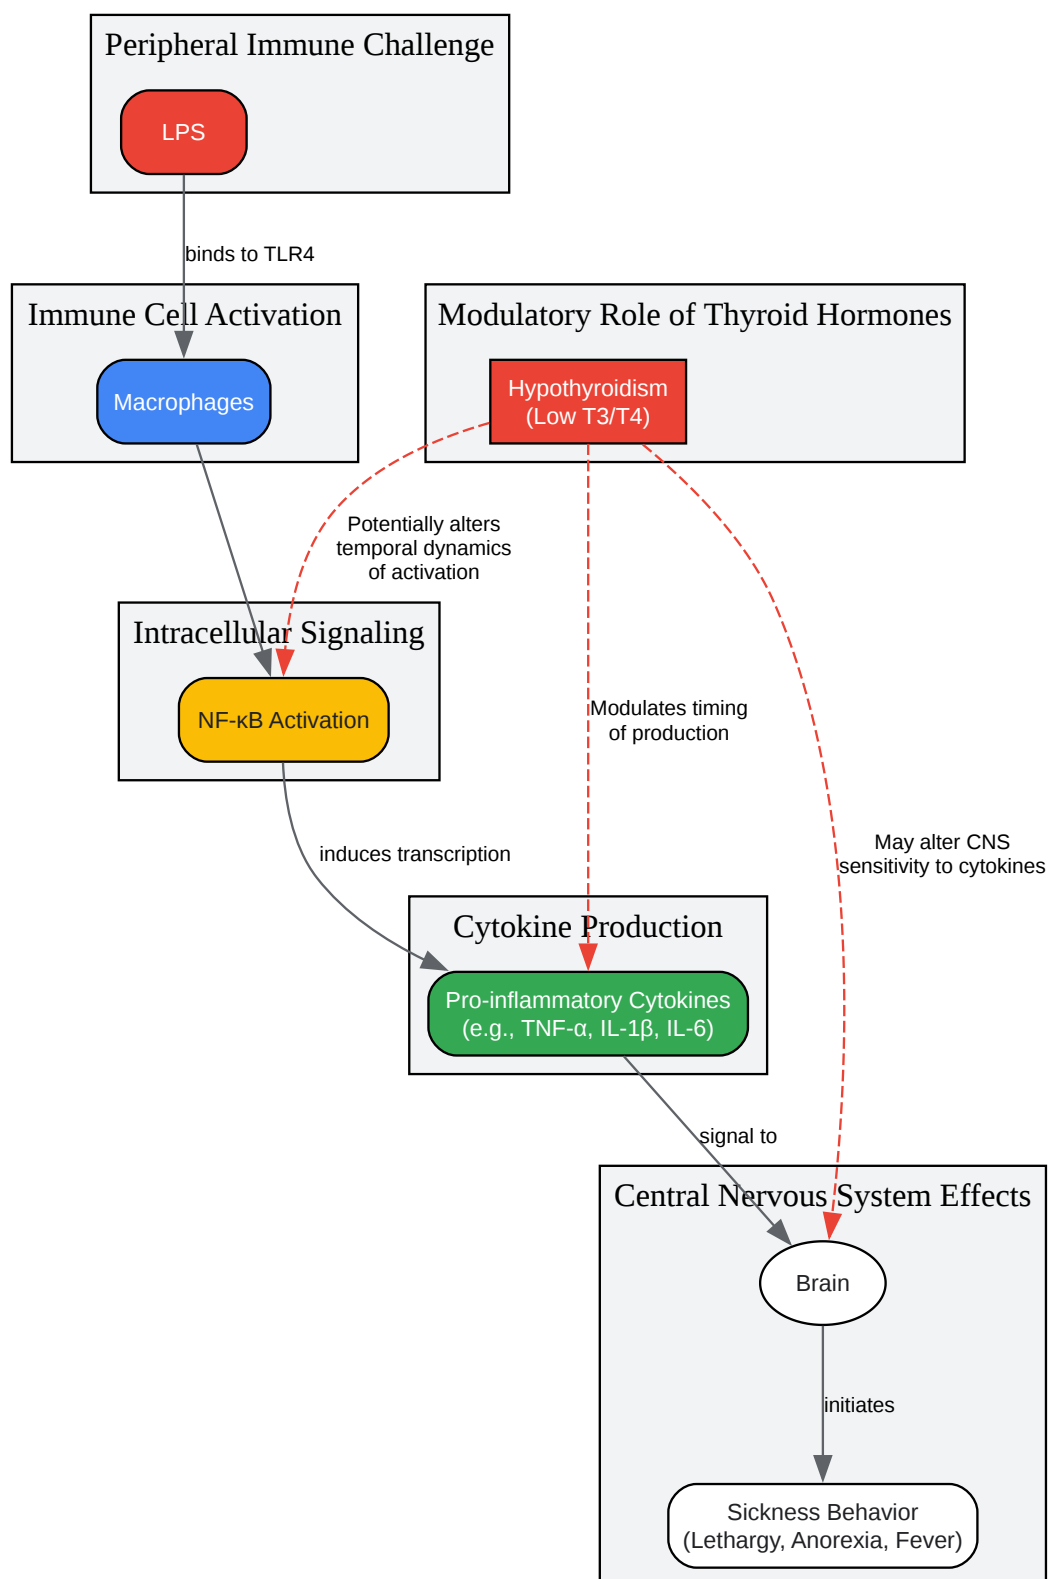 Peripheral Immune Challenge
LPS
binds to TLR4
Immune Cell Activation
Macrophages
Modulatory Role of Thyroid Hormones
Hypothyroidism
(Low T3/T4)
Potentially alters
temporal dynamics
of activation
Intracellular Signaling
NF-κB Activation
Modulates timing
of production
induces transcription
May alter CNS
sensitivity to cytokines
Cytokine Production
Pro-inflammatory Cytokines
(e.g., TNF-α, IL-1β, IL-6)
signal to
Central Nervous System Effects
Brain
initiates
Sickness Behavior
(Lethargy, Anorexia, Fever)